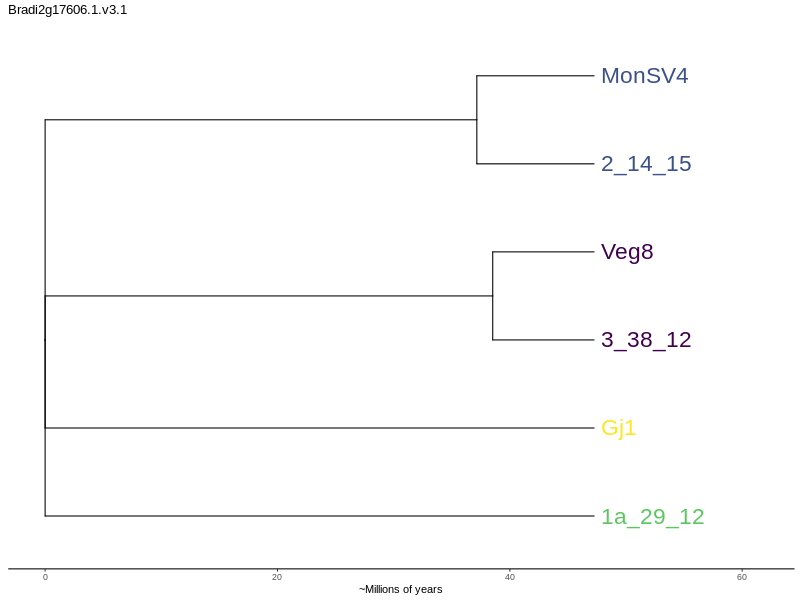 Bradi2g17606.1.v3.1
MonSV4
2_14_15
Veg8
3_38_12
Gj1
1a_29_12
0 20 40 60
~Millions of years